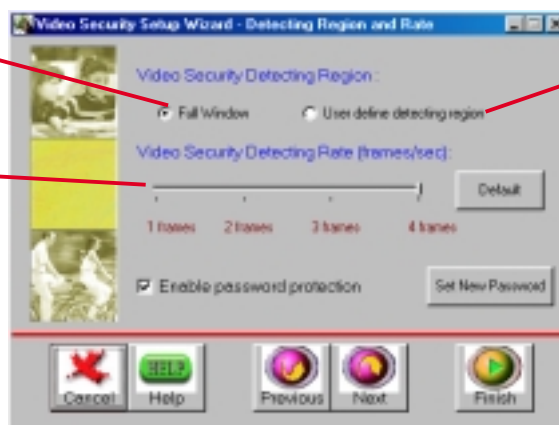 Video Security Setup Wizard - Detecting Region and Rate
Video Security Detecting Region :
Full Window
User define detecting region
Video Security Detecting Rate (frames/sec):
Default
1 frames 2 frames 3 frames 4 frames
Enable password protection
Set New Password
HELP
Cancel Help Previous Next Finish